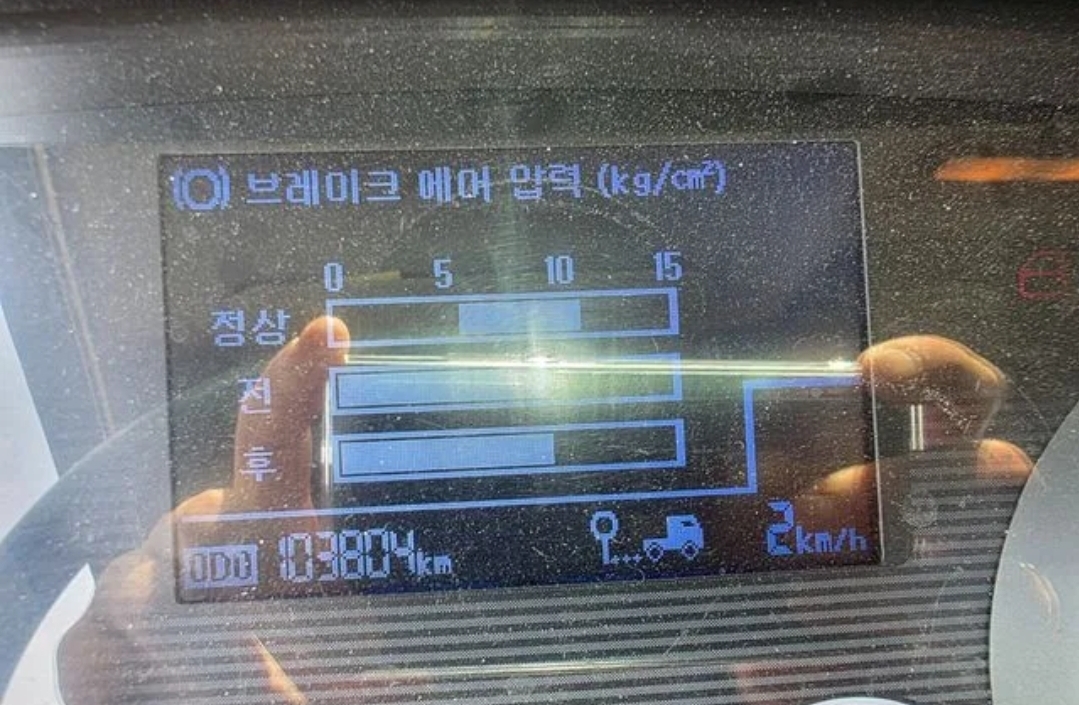 브레이크 에어 압력 (kg/cm²)
0 5 10 15
정상
전
후
ODO 103804km 2km/h